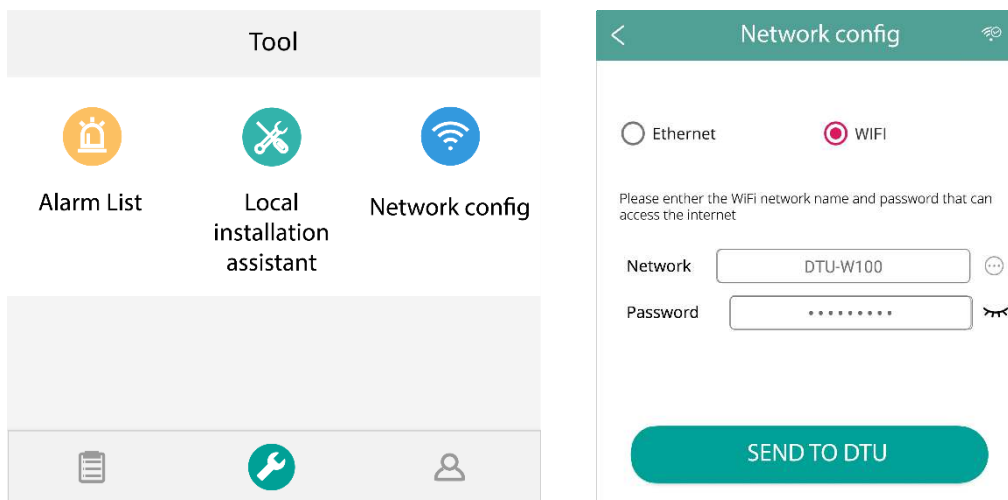 Tool
Alarm List
Local
installation
assistant
Network config
Network config
Ethernet
WIFI
Please enther the WiFi network name and password that can
access the internet
Network DTU-W100
Password •••••••••
SEND TO DTU